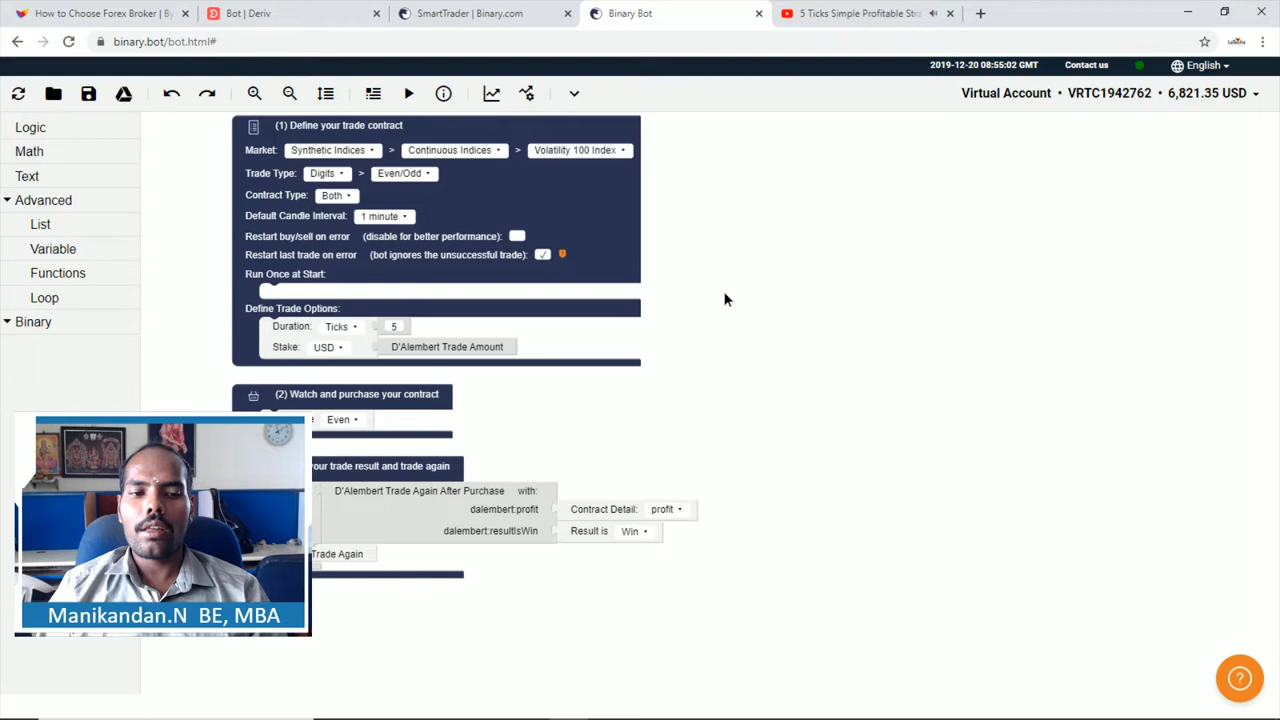 How to Choose Forex Broker | By
Bot | Deriv
SmartTrader | Binary.com
Binary Bot
5 Ticks Simple Profitable Stra
binary.bot/bot.html#
2019-12-20 08:55:02 GMT
Contact us
English
Virtual Account • VRTC1942762 • 6,821.35 USD
Logic
Math
Text
Advanced
List
Variable
Functions
Loop
Binary
(1) Define your trade contract
Market: Synthetic Indices > Continuous Indices > Volatility 100 Index
Trade Type: Digits > Even/Odd
Contract Type: Both
Default Candle Interval: 1 minute
Restart buy/sell on error (disable for better performance):
Restart last trade on error (bot ignores the unsuccessful trade): ✓
Run Once at Start:
Define Trade Options:
Duration: Ticks 5
Stake: USD D'Alembert Trade Amount
(2) Watch and purchase your contract
Even
your trade result and trade again
D'Alembert Trade Again After Purchase with:
dalembert:profit Contract Detail: profit
dalembert:resultIsWin Result is Win
Trade Again
Manikandan.N BE, MBA